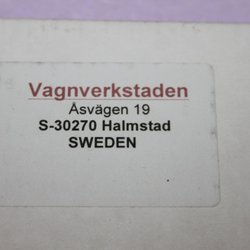 Vagnverkstaden
Åsvägen 19
S-30270 Halmstad
SWEDEN